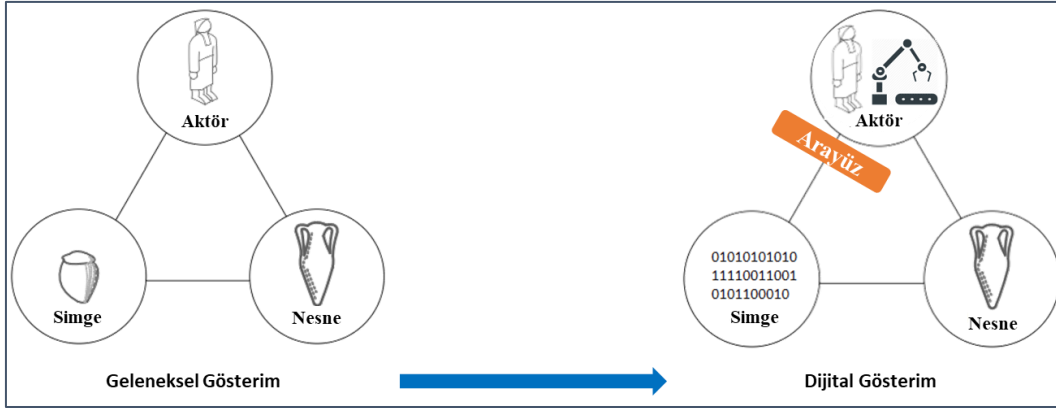 Aktör
Simge
Nesne
Geleneksel Gösterim
Aktör
Arayüz
01010101010
11110011001
0101100010
Simge
Nesne
Dijital Gösterim